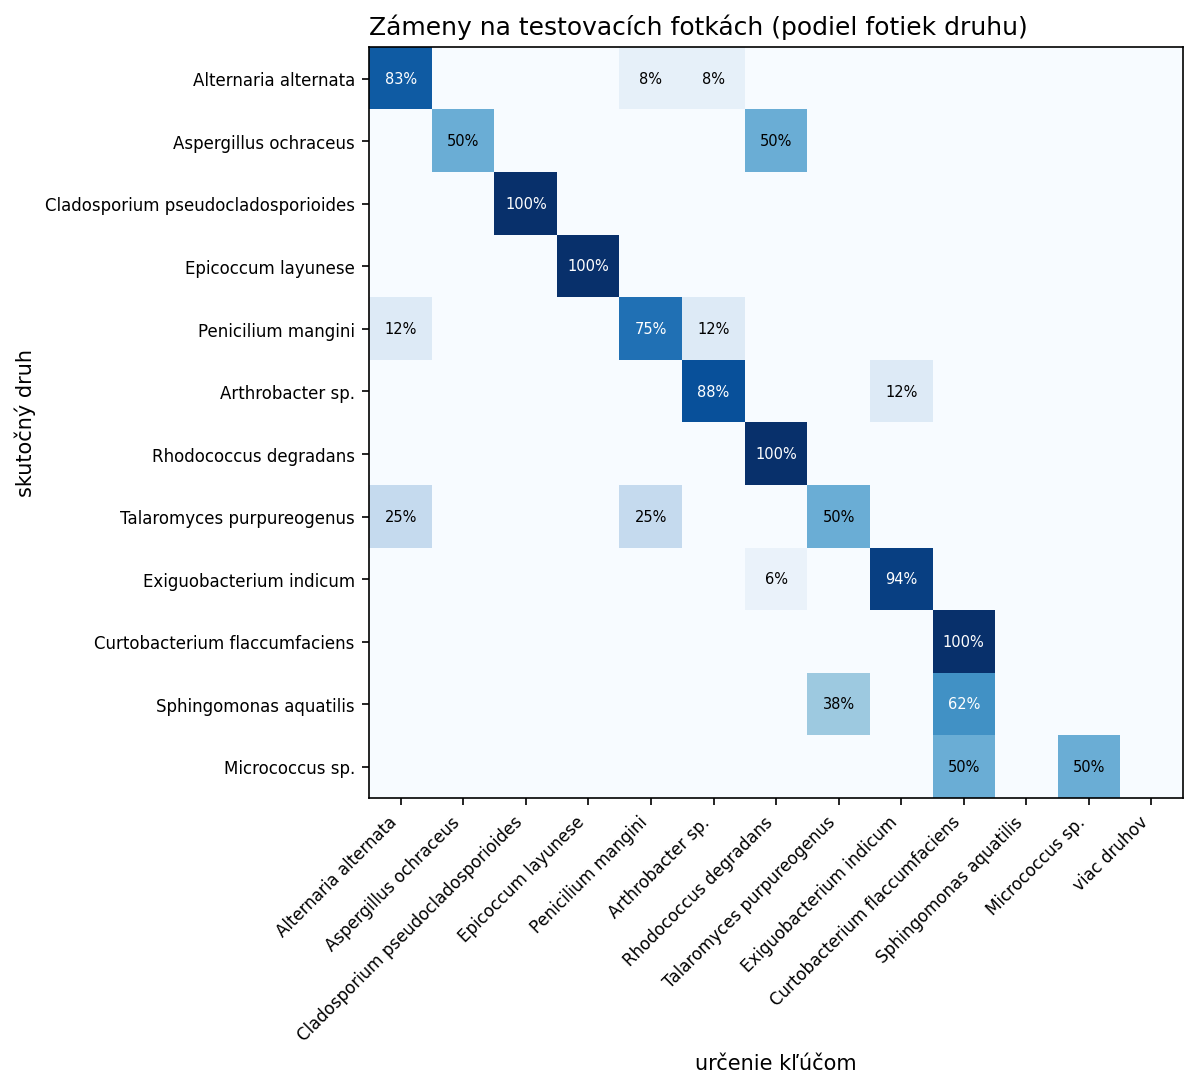 Zámeny na testovacích fotkách (podiel fotiek druhu)
skutočný druh
Alternaria alternata 83% 8% 8%
Aspergillus ochraceus 50% 50%
Cladosporium pseudocladosporioides 100%
Epicoccum layunese 100%
Penicilium mangini 12% 75% 12%
Arthrobacter sp. 88% 12%
Rhodococcus degradans 100%
Talaromyces purpureogenus 25% 25% 50%
Exiguobacterium indicum 6% 94%
Curtobacterium flaccumfaciens 100%
Sphingomonas aquatilis 38% 62%
Micrococcus sp. 50% 50%
Alternaria alternata
Aspergillus ochraceus
Cladosporium pseudocladosporioides
Epicoccum layunese
Penicilium mangini
Arthrobacter sp.
Rhodococcus degradans
Talaromyces purpureogenus
Exiguobacterium indicum
Curtobacterium flaccumfaciens
Sphingomonas aquatilis
Micrococcus sp.
viac druhov
určenie kľúčom